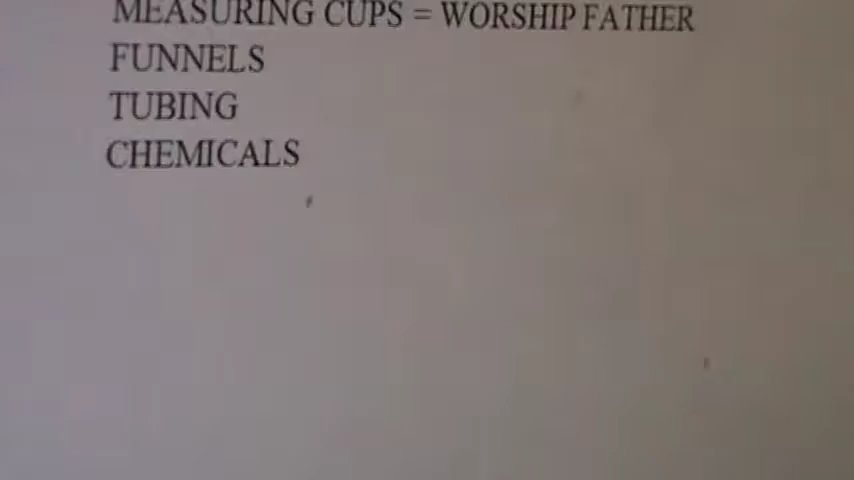 MEASURING CUPS = WORSHIP FATHER
FUNNELS
TUBING
CHEMICALS